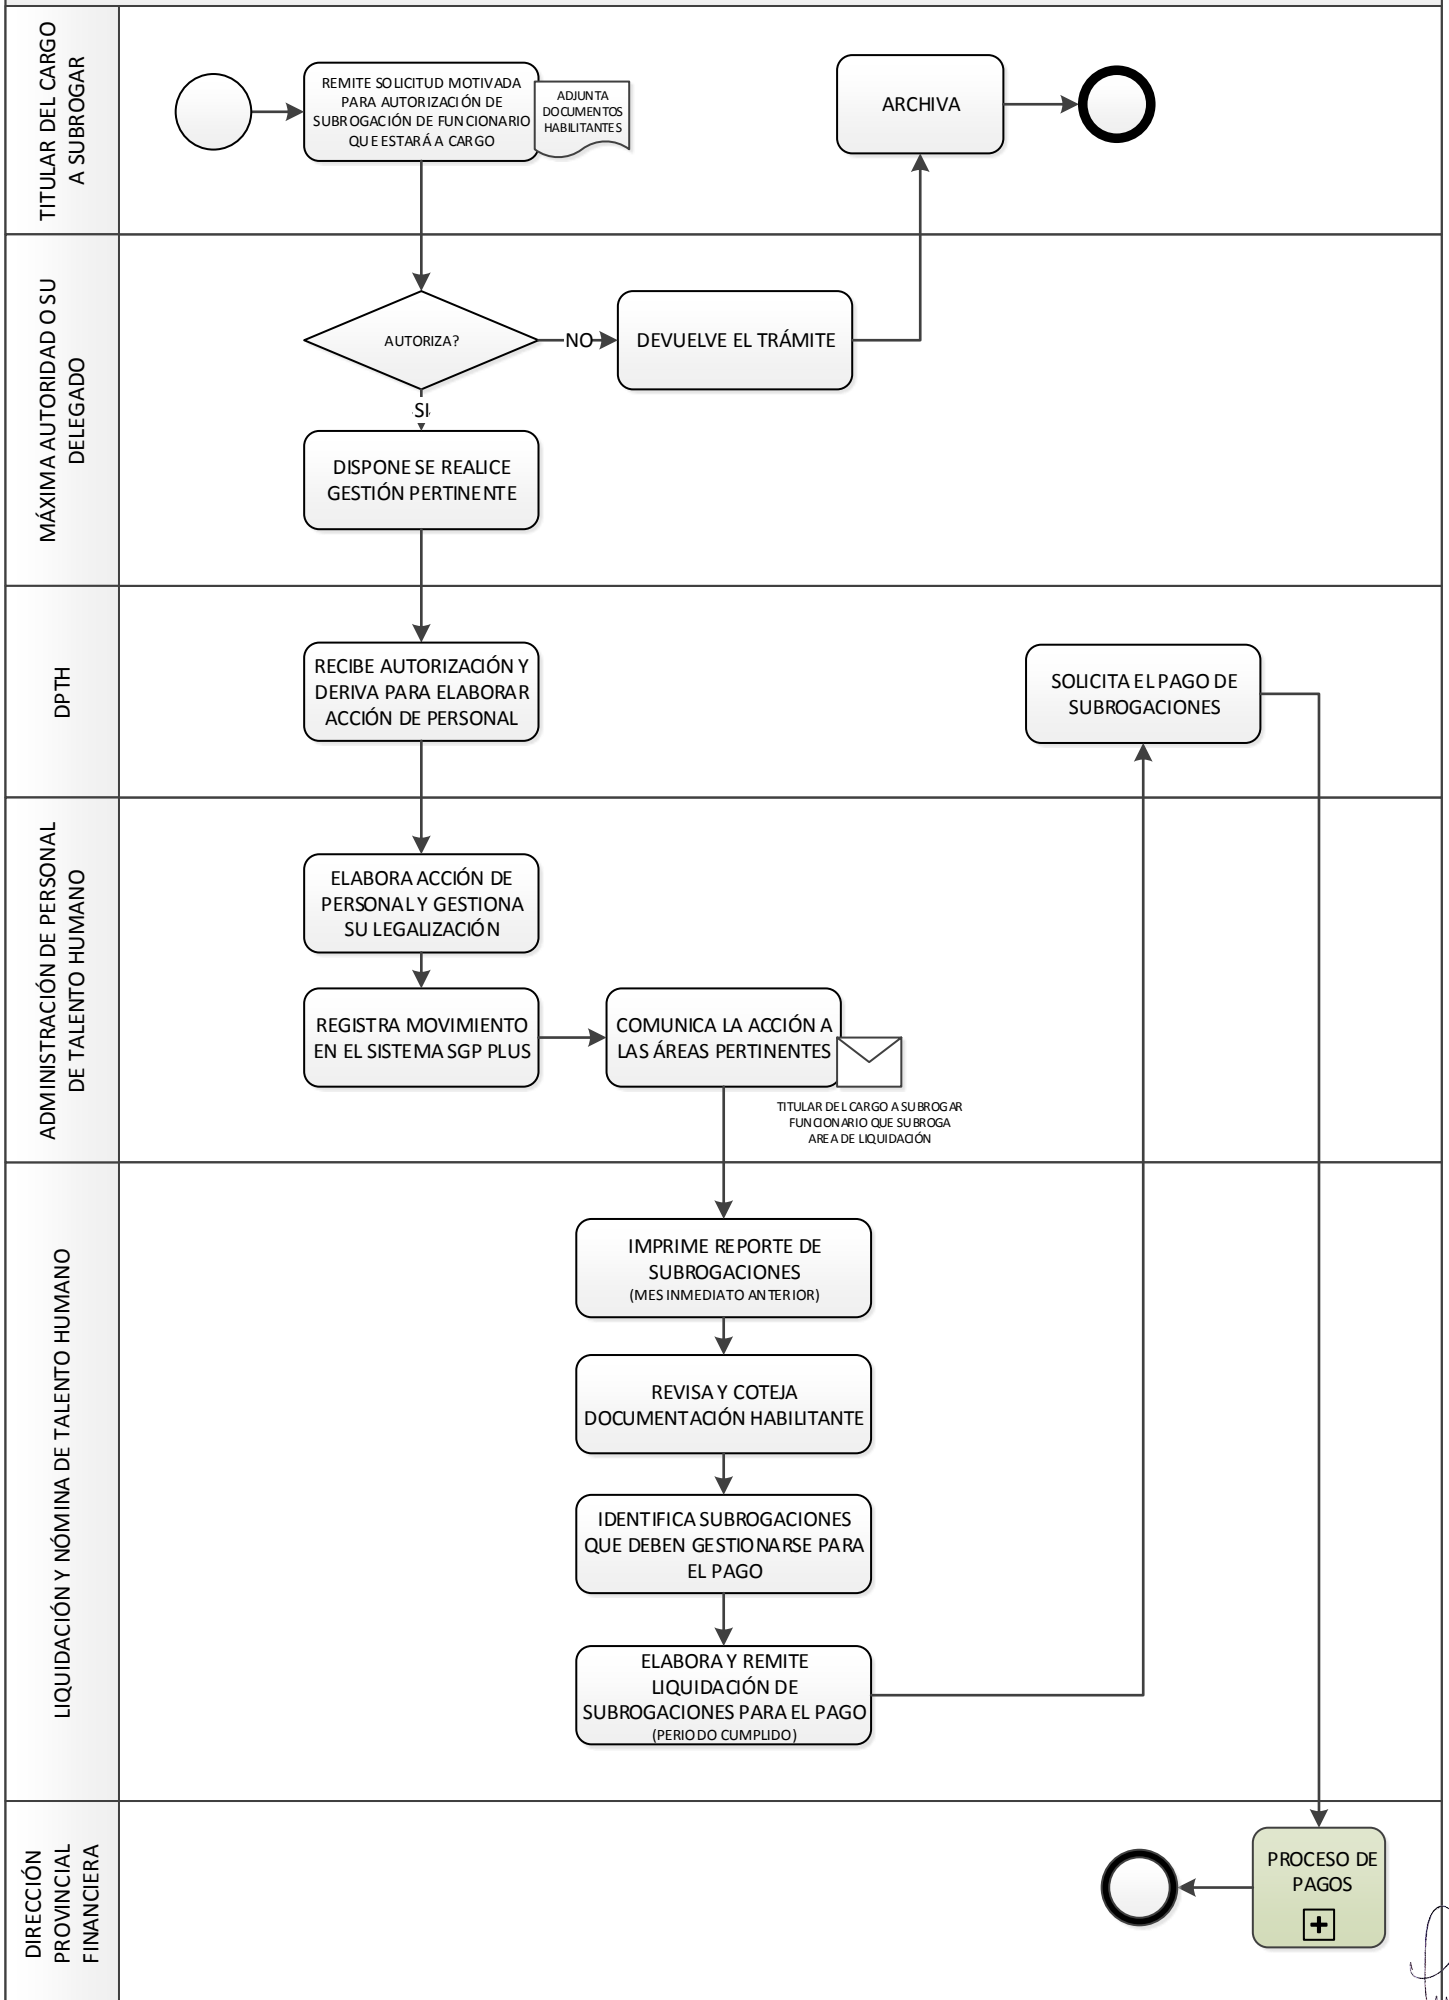 TITULAR DEL CARGO
A SUBROGAR
REMITE SOLICITUD MOTIVADA
PARA AUTORIZACIÓN DE
SUBROGACIÓN DE FUNCIONARIO
QUE ESTARÁ A CARGO
ADJUNTA
DOCUMENTOS
HABILITANTES
ARCHIVA
MÁXIMA AUTORIDAD O SU
DELEGADO
AUTORIZA?
NO
DEVUELVE EL TRÁMITE
SI
DISPONE SE REALICE
GESTIÓN PERTINENTE
DPTH
RECIBE AUTORIZACIÓN Y
DERIVA PARA ELABORAR
ACCIÓN DE PERSONAL
SOLICITA EL PAGO DE
SUBROGACIONES
ADMINISTRACIÓN DE PERSONAL
DE TALENTO HUMANO
ELABORA ACCIÓN DE
PERSONAL Y GESTIONA
SU LEGALIZACIÓN
REGISTRA MOVIMIENTO
EN EL SISTEMA SGP PLUS
COMUNICA LA ACCIÓN A
LAS ÁREAS PERTINENTES
TITULAR DEL CARGO A SUBROGAR
FUNCIONARIO QUE SUBROGA
AREA DE LIQUIDACIÓN
LIQUIDACIÓN Y NÓMINA DE TALENTO HUMANO
IMPRIME REPORTE DE
SUBROGACIONES
(MES INMEDIATO ANTERIOR)
REVISA Y COTEJA
DOCUMENTACIÓN HABILITANTE
IDENTIFICA SUBROGACIONES
QUE DEBEN GESTIONARSE PARA
EL PAGO
ELABORA Y REMITE
LIQUIDACIÓN DE
SUBROGACIONES PARA EL PAGO
(PERIODO CUMPLIDO)
DIRECCIÓN
PROVINCIAL
FINANCIERA
PROCESO DE
PAGOS